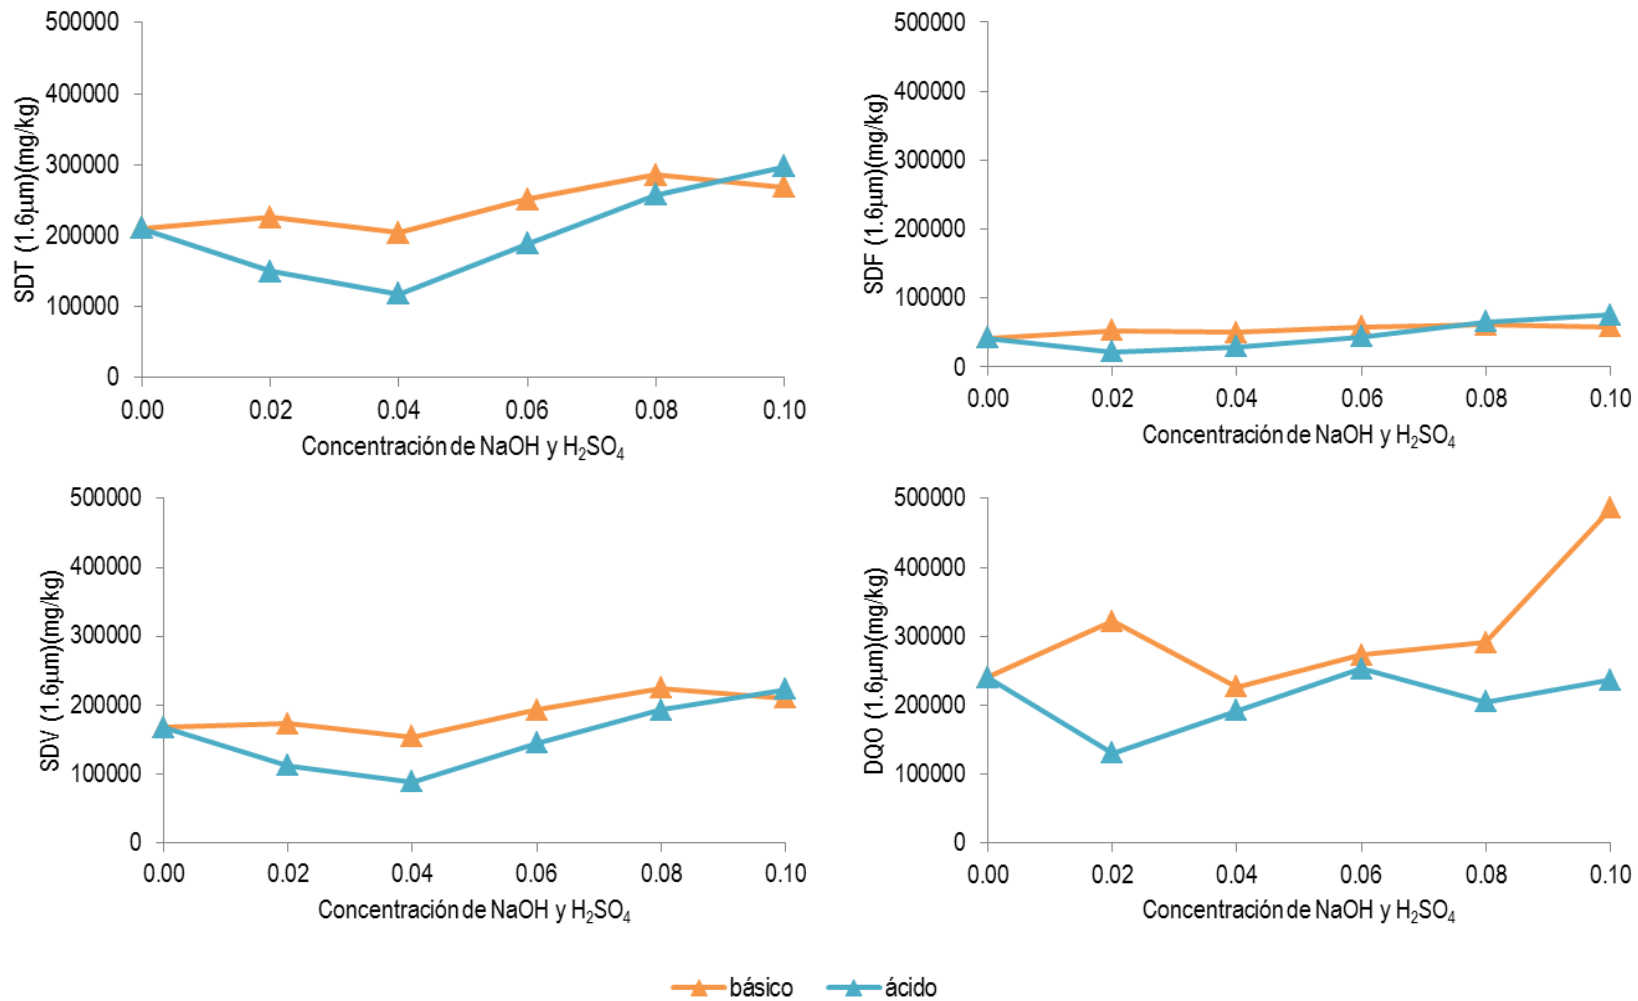 500000
400000
300000
200000
100000
0
SDT (1.6µm)(mg/kg)
0.00 0.02 0.04 0.06 0.08 0.10
Concentración de NaOH y H₂SO₄
500000
400000
300000
200000
100000
0
SDF (1.6µm)(mg/kg)
0.00 0.02 0.04 0.06 0.08 0.10
Concentración de NaOH y H₂SO₄
500000
400000
300000
200000
100000
0
SDV (1.6µm)(mg/kg)
0.00 0.02 0.04 0.06 0.08 0.10
Concentración de NaOH y H₂SO₄
500000
400000
300000
200000
100000
0
DQO (1.6µm)(mg/kg)
0.00 0.02 0.04 0.06 0.08 0.10
Concentración de NaOH y H₂SO₄
básico ácido